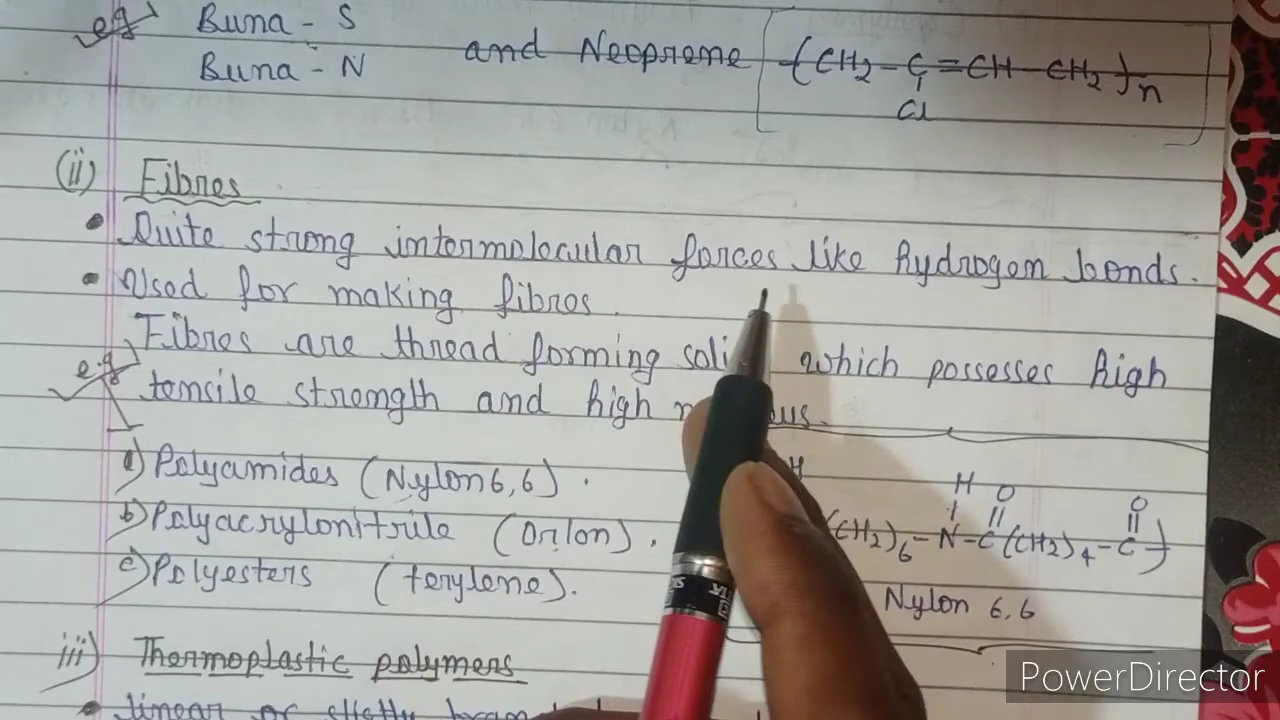 eg Buna - S
Buna - N and Neoprene [ -(CH2 - C = CH - CH2)n
Cl
(ii) Fibres
• Quite strong intermolecular forces like hydrogen bonds.
• Used for making fibres.
Fibres are thread forming which possesses high
e.g. tensile strength and high
a) Polyamides (Nylon 6,6).
H
H O O
b) Polyacrylonitrile (Orlon).
(CH2)6 - N - C (CH2)4 - C )
c) Polyesters (terylene).
Nylon 6,6
iii) Thermoplastic polymers
• linear or
PowerDirector